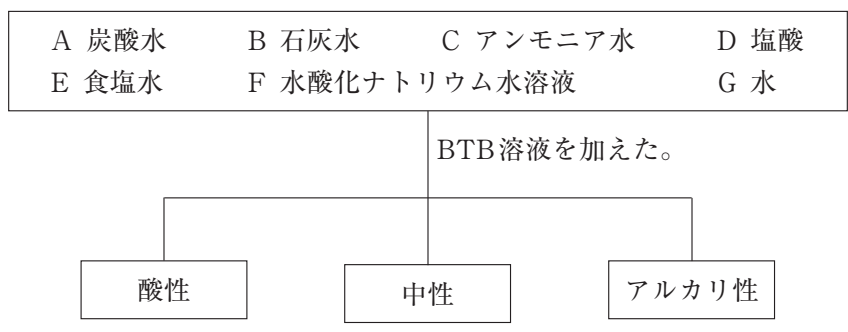 A 炭酸水 B 石灰水 C アンモニア水 D 塩酸
E 食塩水 F 水酸化ナトリウム水溶液 G 水
BTB溶液を加えた。
酸性 中性 アルカリ性